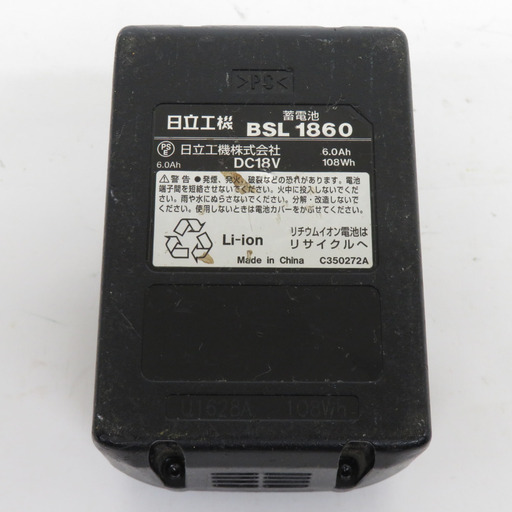 >PS<
蓄電池
日立工機 BSL 1860
PS E 日立工機株式会社 6.0Ah
6.0Ah DC18V 108Wh
⚠警告 ●発煙、発火、破裂などの恐れがあります。電池
端子間を短絡させないでください。火中に投入しないでくだ
さい。雨や水にぬらさないでください。分解・改造しないで
ください。使用しないときは電池カバーをかぶせてください。
Li-ion
リチウムイオン電池は
リサイクルへ
Made in China C350272A
108Wh